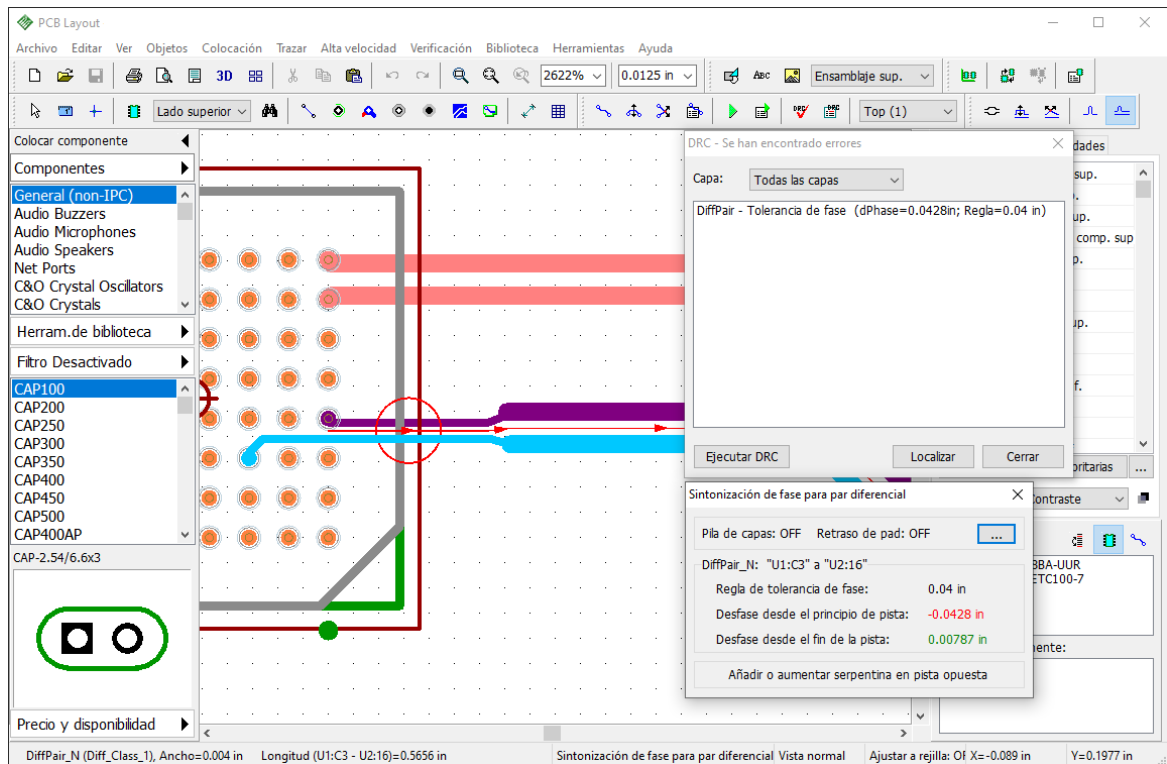 PCB Layout
Archivo Editar Ver Objetos Colocación Trazar Alta velocidad Verificación Biblioteca Herramientas Ayuda
3D 2622% 0.0125 in ABC Ensamblaje sup.
Lado superior DRC DRC Top (1)
Colocar componente
Componentes
General (non-IPC)
Audio Buzzers
Audio Microphones
Audio Speakers
Net Ports
C&O Crystal Oscillators
C&O Crystals
Herram.de biblioteca
Filtro Desactivado
CAP100
CAP200
CAP250
CAP300
CAP350
CAP400
CAP450
CAP500
CAP400AP
CAP-2.54/6.6x3
Precio y disponibilidad
DRC - Se han encontrado errores
Capa: Todas las capas
DiffPair - Tolerancia de fase (dPhase=0.0428in; Regla=0.04 in)
Ejecutar DRC Localizar Cerrar
dades
sup.
up.
comp. sup
p.
up.
f.
oritarias ...
ontraste
BBA-UUR
ETC100-7
ente:
Sintonización de fase para par diferencial
Pila de capas: OFF Retraso de pad: OFF ...
DiffPair_N: "U1:C3" a "U2:16"
Regla de tolerancia de fase: 0.04 in
Desfase desde el principio de pista: -0.0428 in
Desfase desde el fin de la pista: 0.00787 in
Añadir o aumentar serpentina en pista opuesta
DiffPair_N (Diff_Class_1), Ancho=0.004 in Longitud (U1:C3 - U2:16)=0.5656 in Sintonización de fase para par diferencial Vista normal Ajustar a rejilla: OF X=-0.089 in Y=0.1977 in